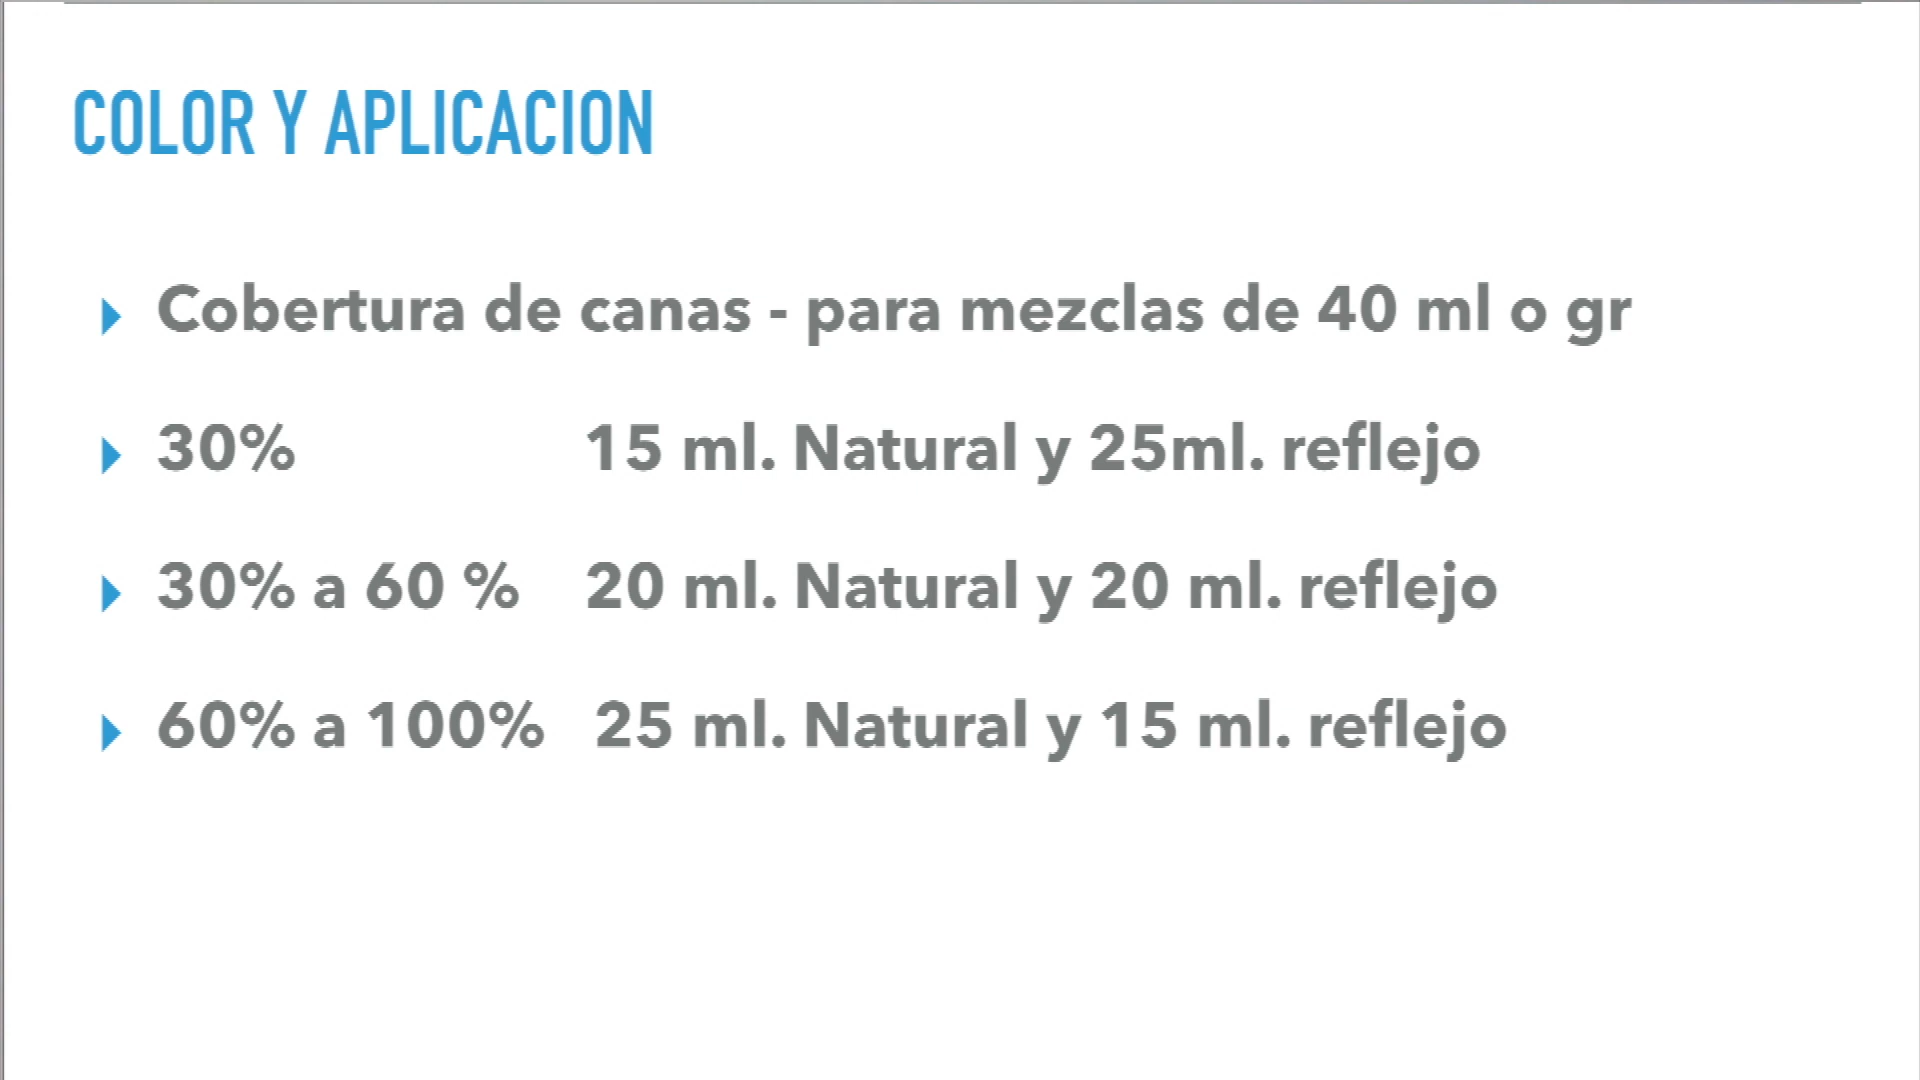 COLOR Y APLICACION
Cobertura de canas - para mezclas de 40 ml o gr
30% 15 ml. Natural y 25ml. reflejo
30% a 60 % 20 ml. Natural y 20 ml. reflejo
60% a 100% 25 ml. Natural y 15 ml. reflejo